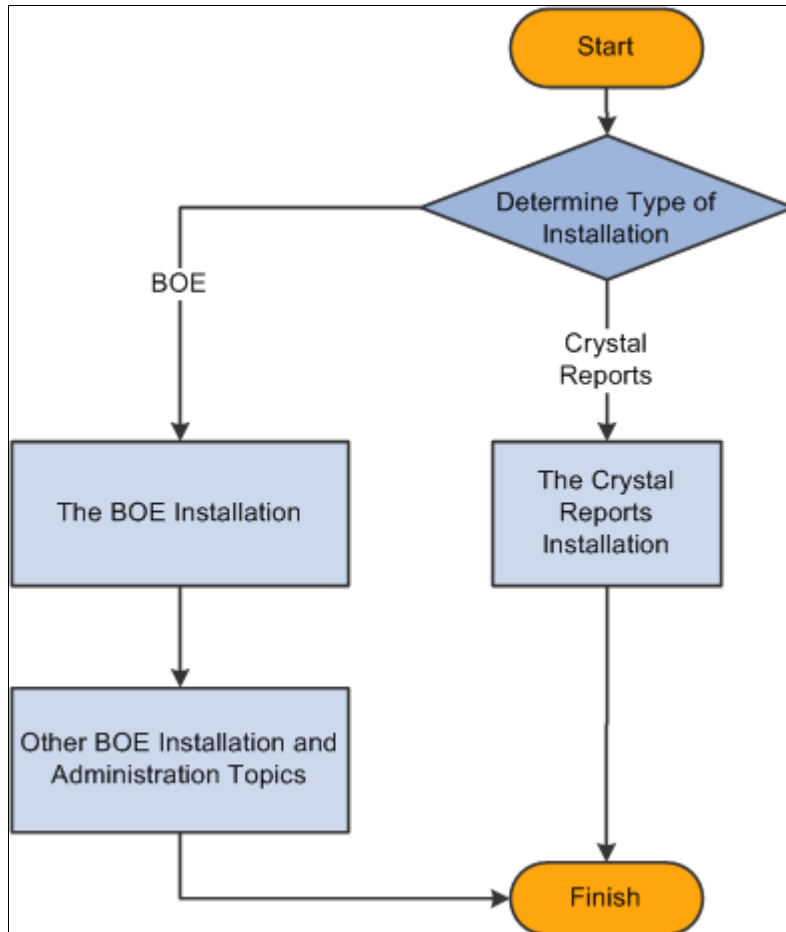 Start
Determine Type of
Installation
BOE
Crystal
Reports
The BOE Installation
The Crystal
Reports
Installation
Other BOE Installation and
Administration Topics
Finish